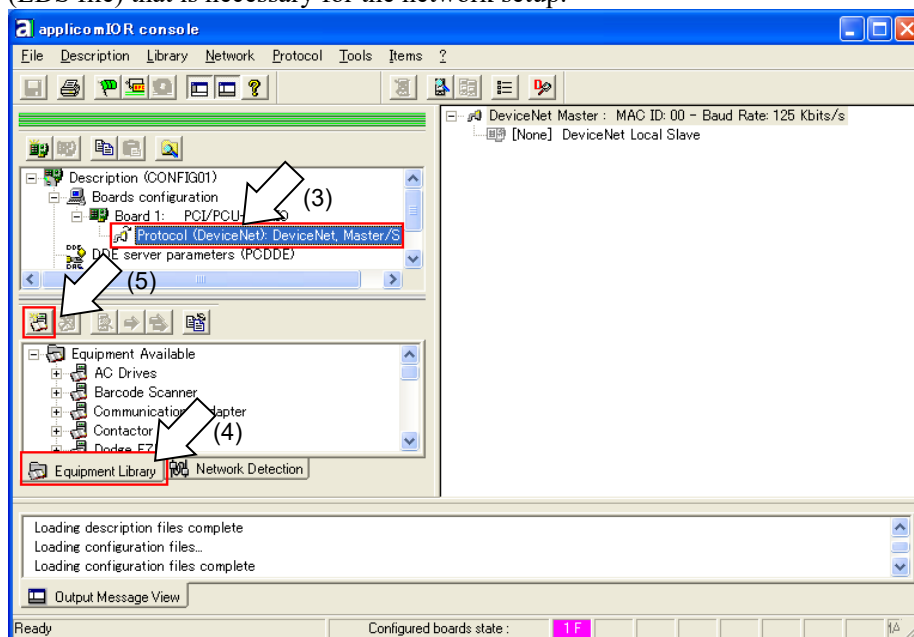 (EDS file) that is necessary for the network setup.
applicomIOR console
File Description Library Network Protocol Tools Items ?
DeviceNet Master : MAC ID: 00 - Baud Rate: 125 Kbits/s
[None] DeviceNet Local Slave
Description (CONFIG01)
Boards configuration
(3)
Board 1: PCI/PCU-
Protocol (DeviceNet): DeviceNet, Master/S
DDE server parameters (PCDDE)
(5)
Equipment Available
AC Drives
Barcode Scanner
Communication Adapter
Contactor
(4)
Dodge EZ
Equipment Library
Network Detection
Loading description files complete
Loading configuration files...
Loading configuration files complete
Output Message View
Ready
Configured boards state :
1 F